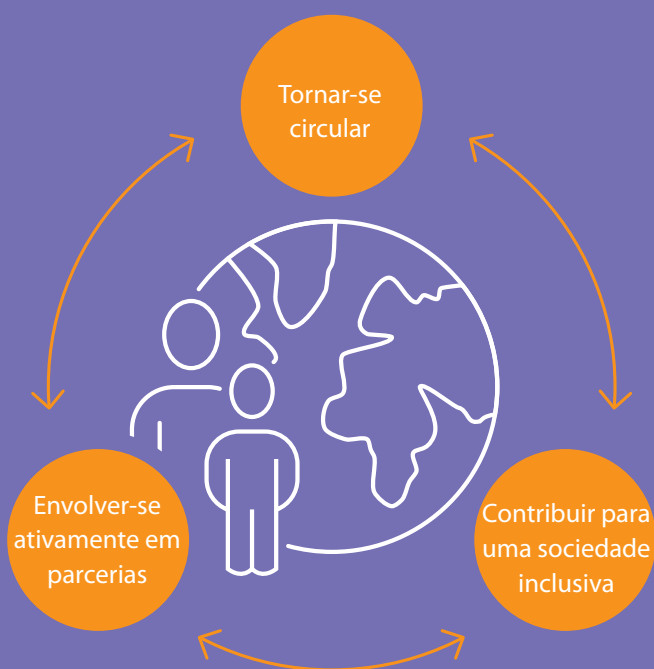 Tornar-se
circular
Envolver-se
ativamente em
parcerias
Contribuir para
uma sociedade
inclusiva